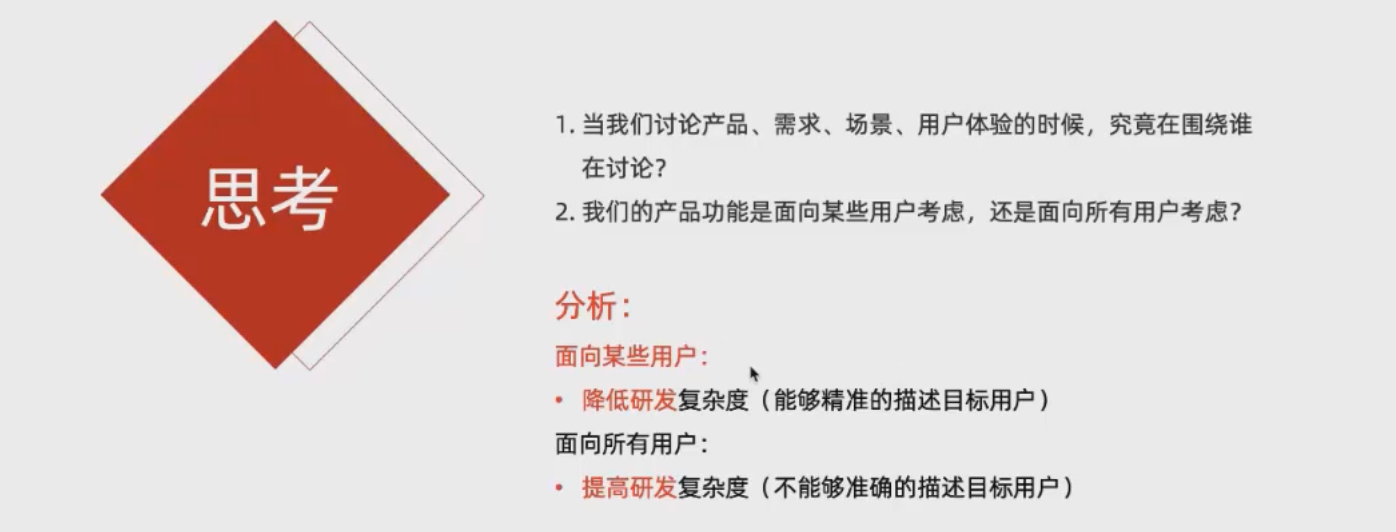 思考
1. 当我们讨论产品、需求、场景、用户体验的时候，究竟在围绕谁
在讨论？
2. 我们的产品功能是面向某些用户考虑，还是面向所有用户考虑？
分析：
面向某些用户：
• 降低研发复杂度（能够精准的描述目标用户）
面向所有用户：
• 提高研发复杂度（不能够准确的描述目标用户）